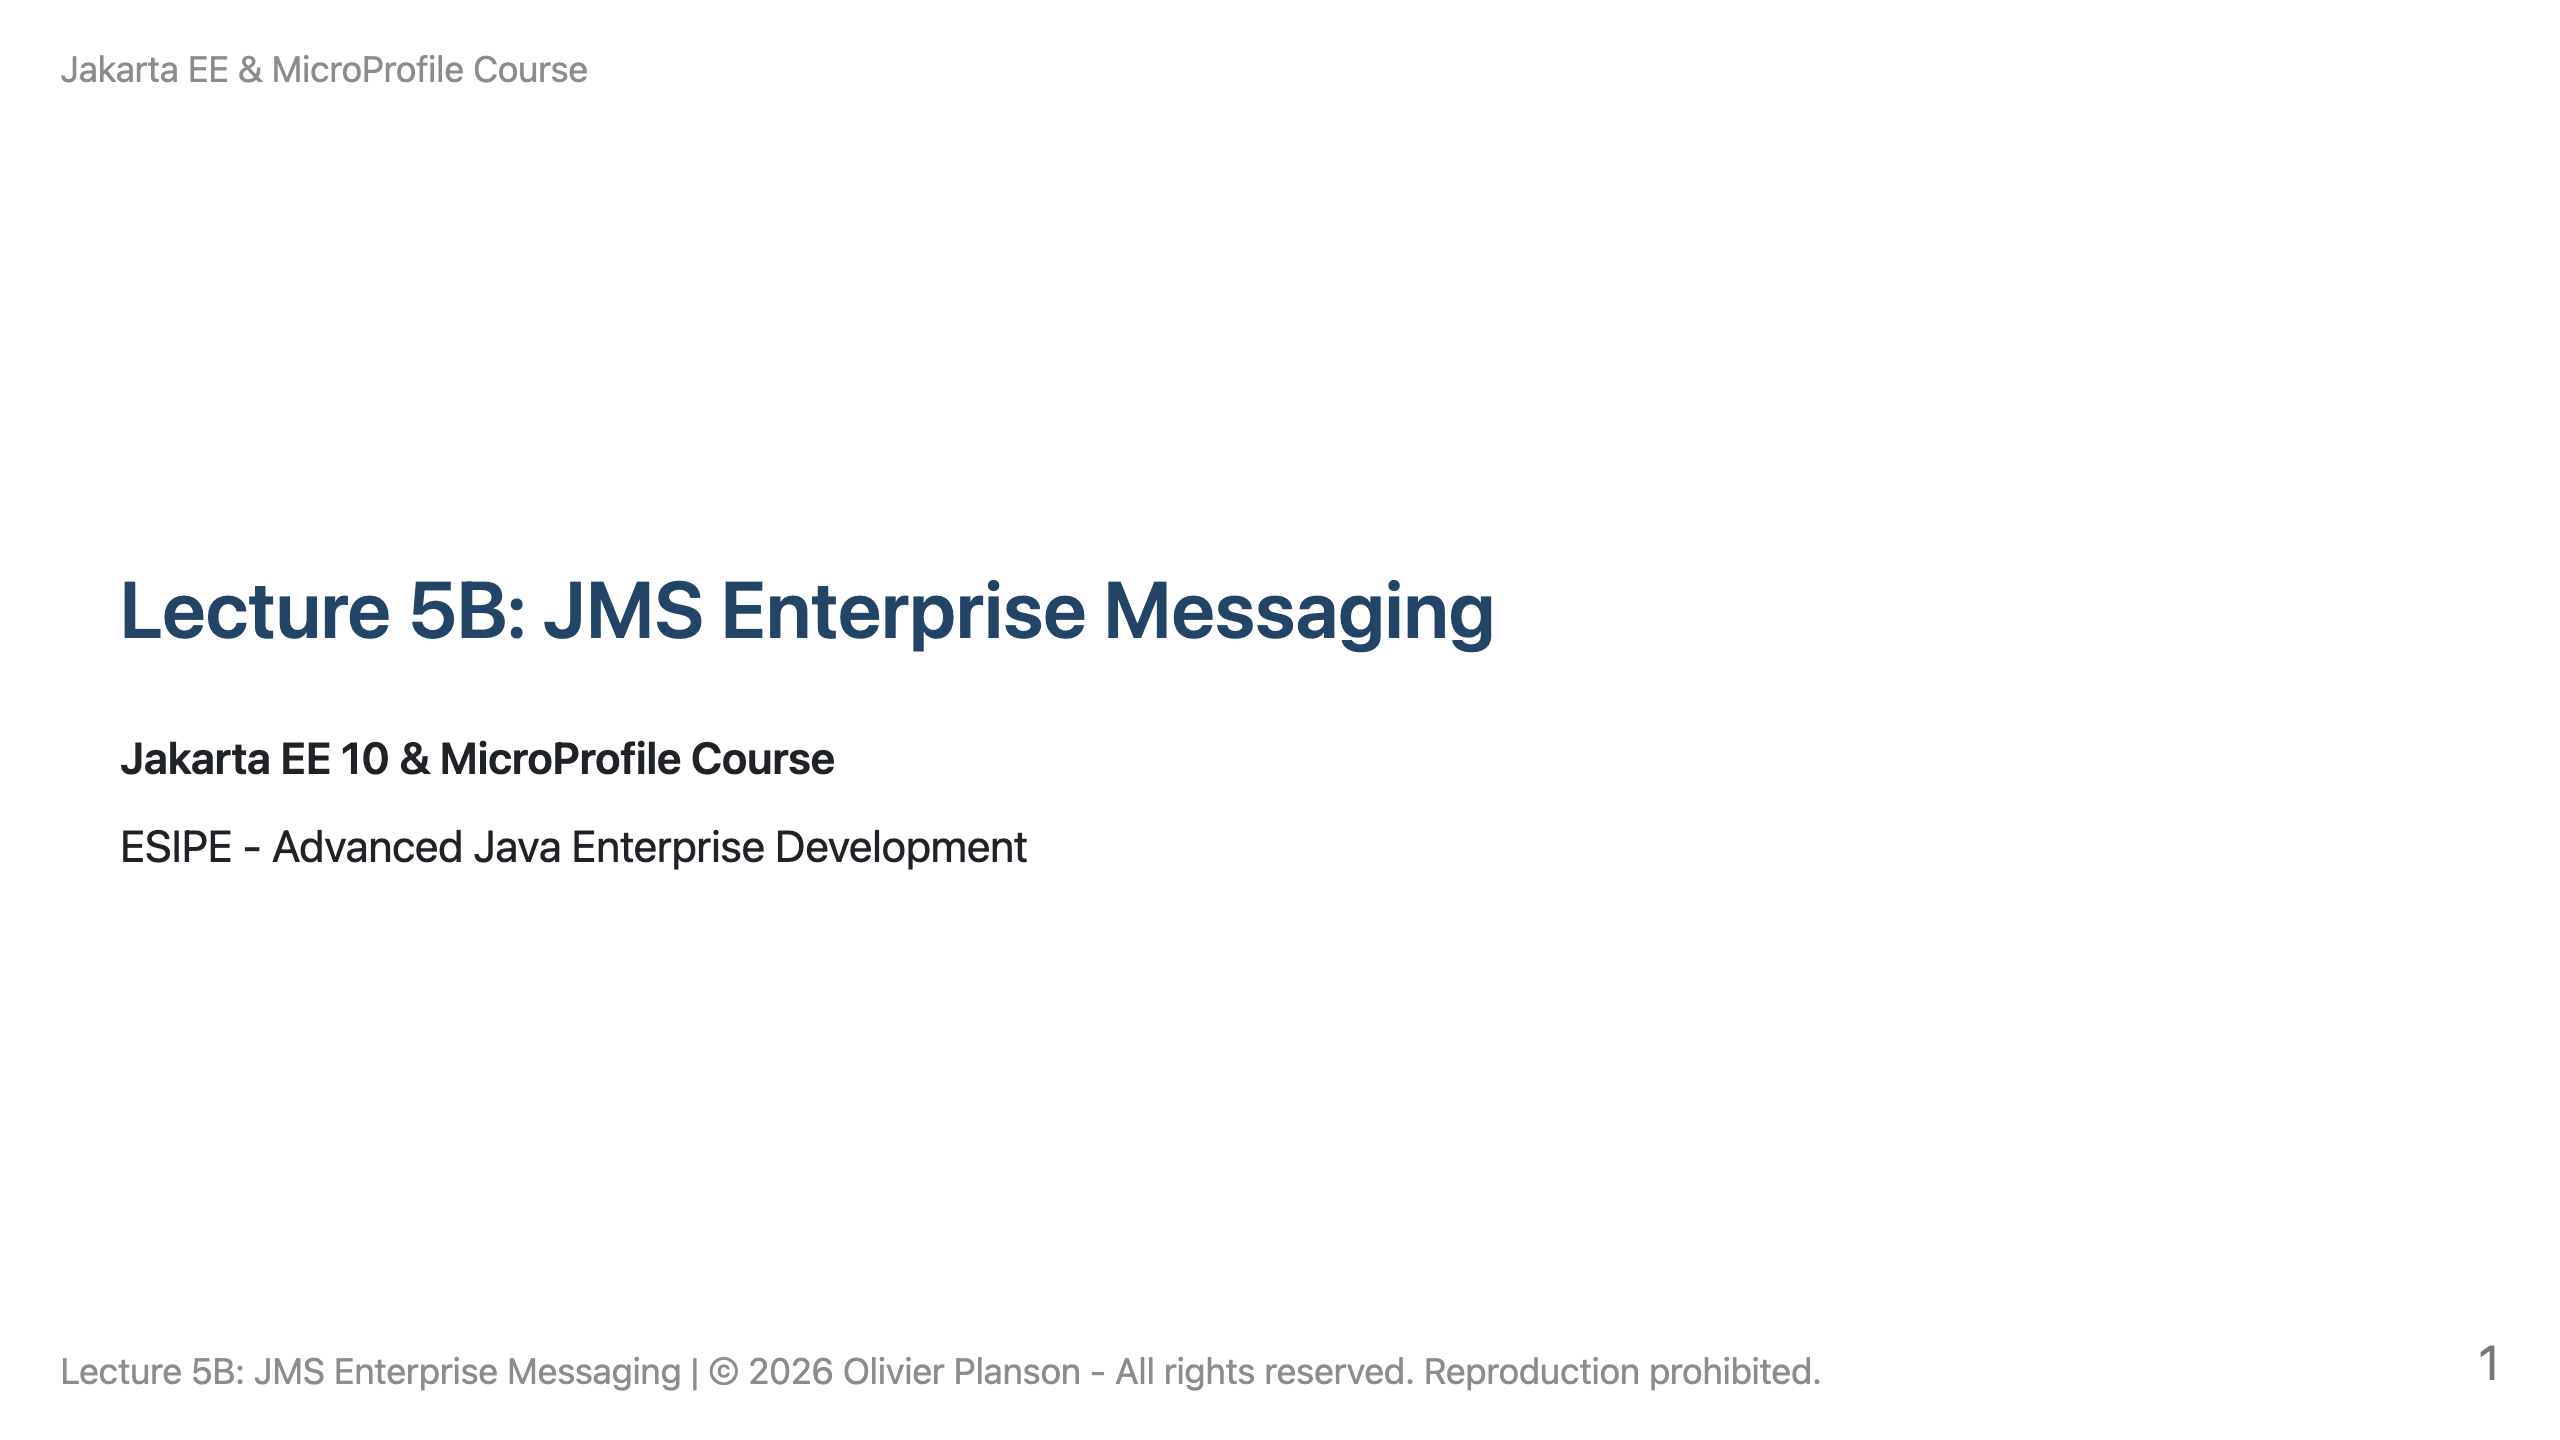 Jakarta EE & MicroProfile Course
Lecture 5B: JMS Enterprise Messaging
Jakarta EE 10 & MicroProfile Course
ESIPE - Advanced Java Enterprise Development
Lecture 5B: JMS Enterprise Messaging | © 2026 Olivier Planson - All rights reserved. Reproduction prohibited.
1